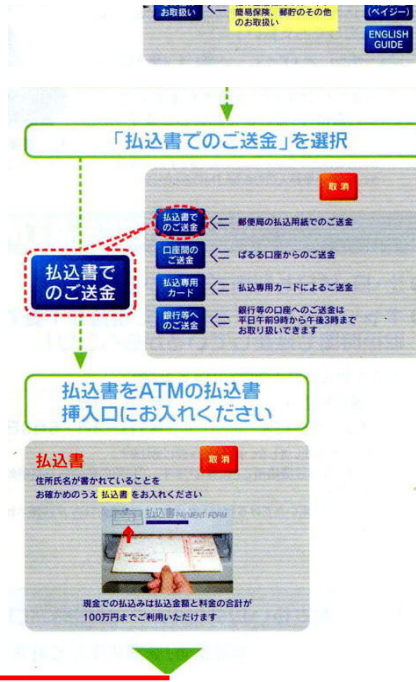 お取扱い
簡易保険、郵貯のその他
のお取扱い
(ペイジー)
ENGLISH
GUIDE
「払込書でのご送金」を選択
取消
払込書で
のご送金
郵便局の払込用紙でのご送金
口座間の
ご送金
ぱるる口座からのご送金
払込書で
のご送金
払込専用
カード
払込専用カードによるご送金
銀行等へ
のご送金
銀行等の口座へのご送金は
平日午前9時から午後3時まで
お取り扱いできます
払込書をATMの払込書
挿入口にお入れください
払込書
取消
住所氏名が書かれていることを
お確かめのうえ 払込書 をお入れください
払込書 PAYMENT FORM
現金での払込みは払込金額と料金の合計が
100万円までご利用いただけます